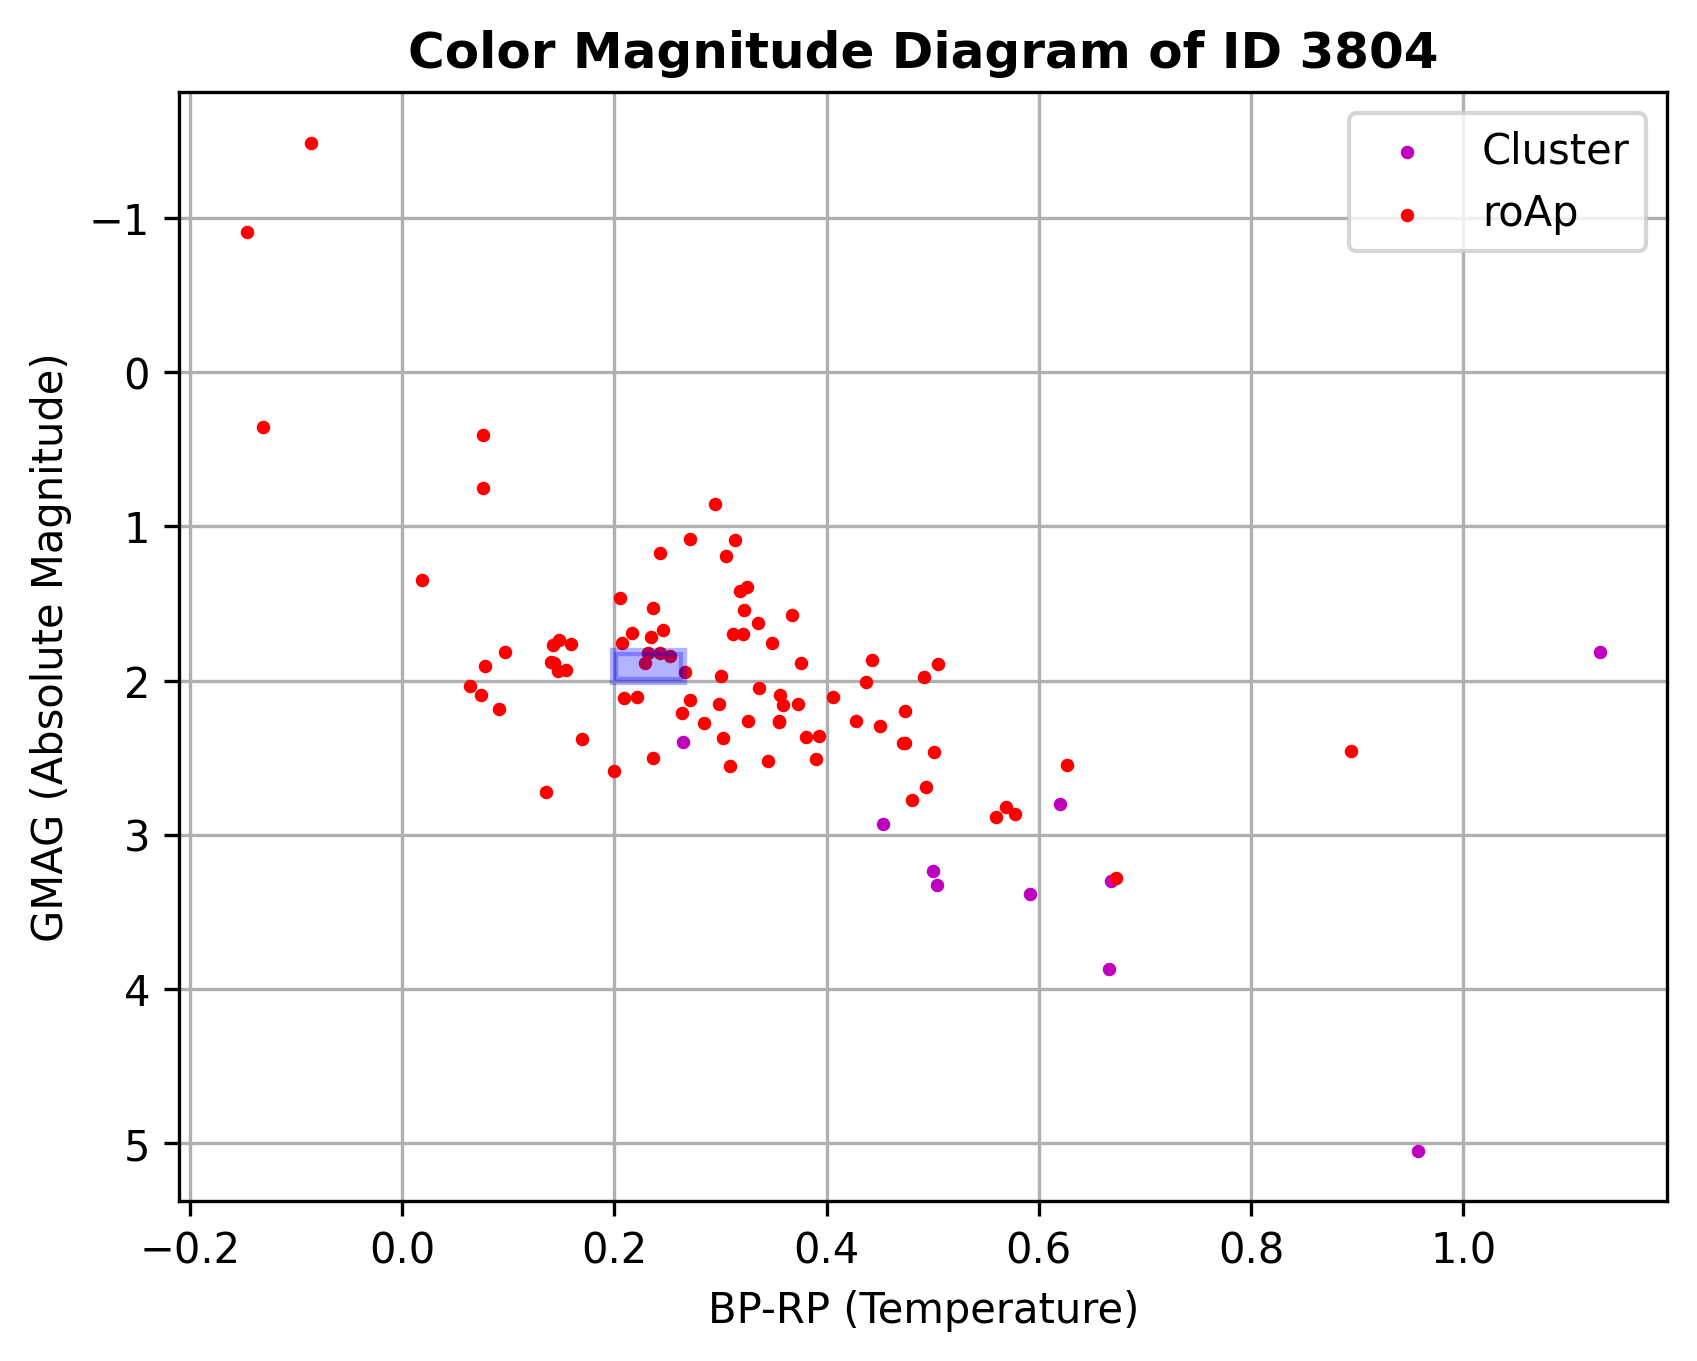 Color Magnitude Diagram of ID 3804
Cluster
roAp
GMAG (Absolute Magnitude)
−1
0
1
2
3
4
5
−0.2 0.0 0.2 0.4 0.6 0.8 1.0
BP-RP (Temperature)